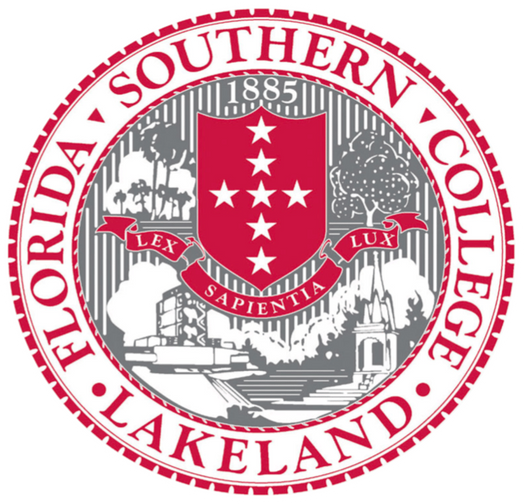 FLORIDA SOUTHERN COLLEGE
LAKELAND
1885
LEX
SAPIENTIA
LUX